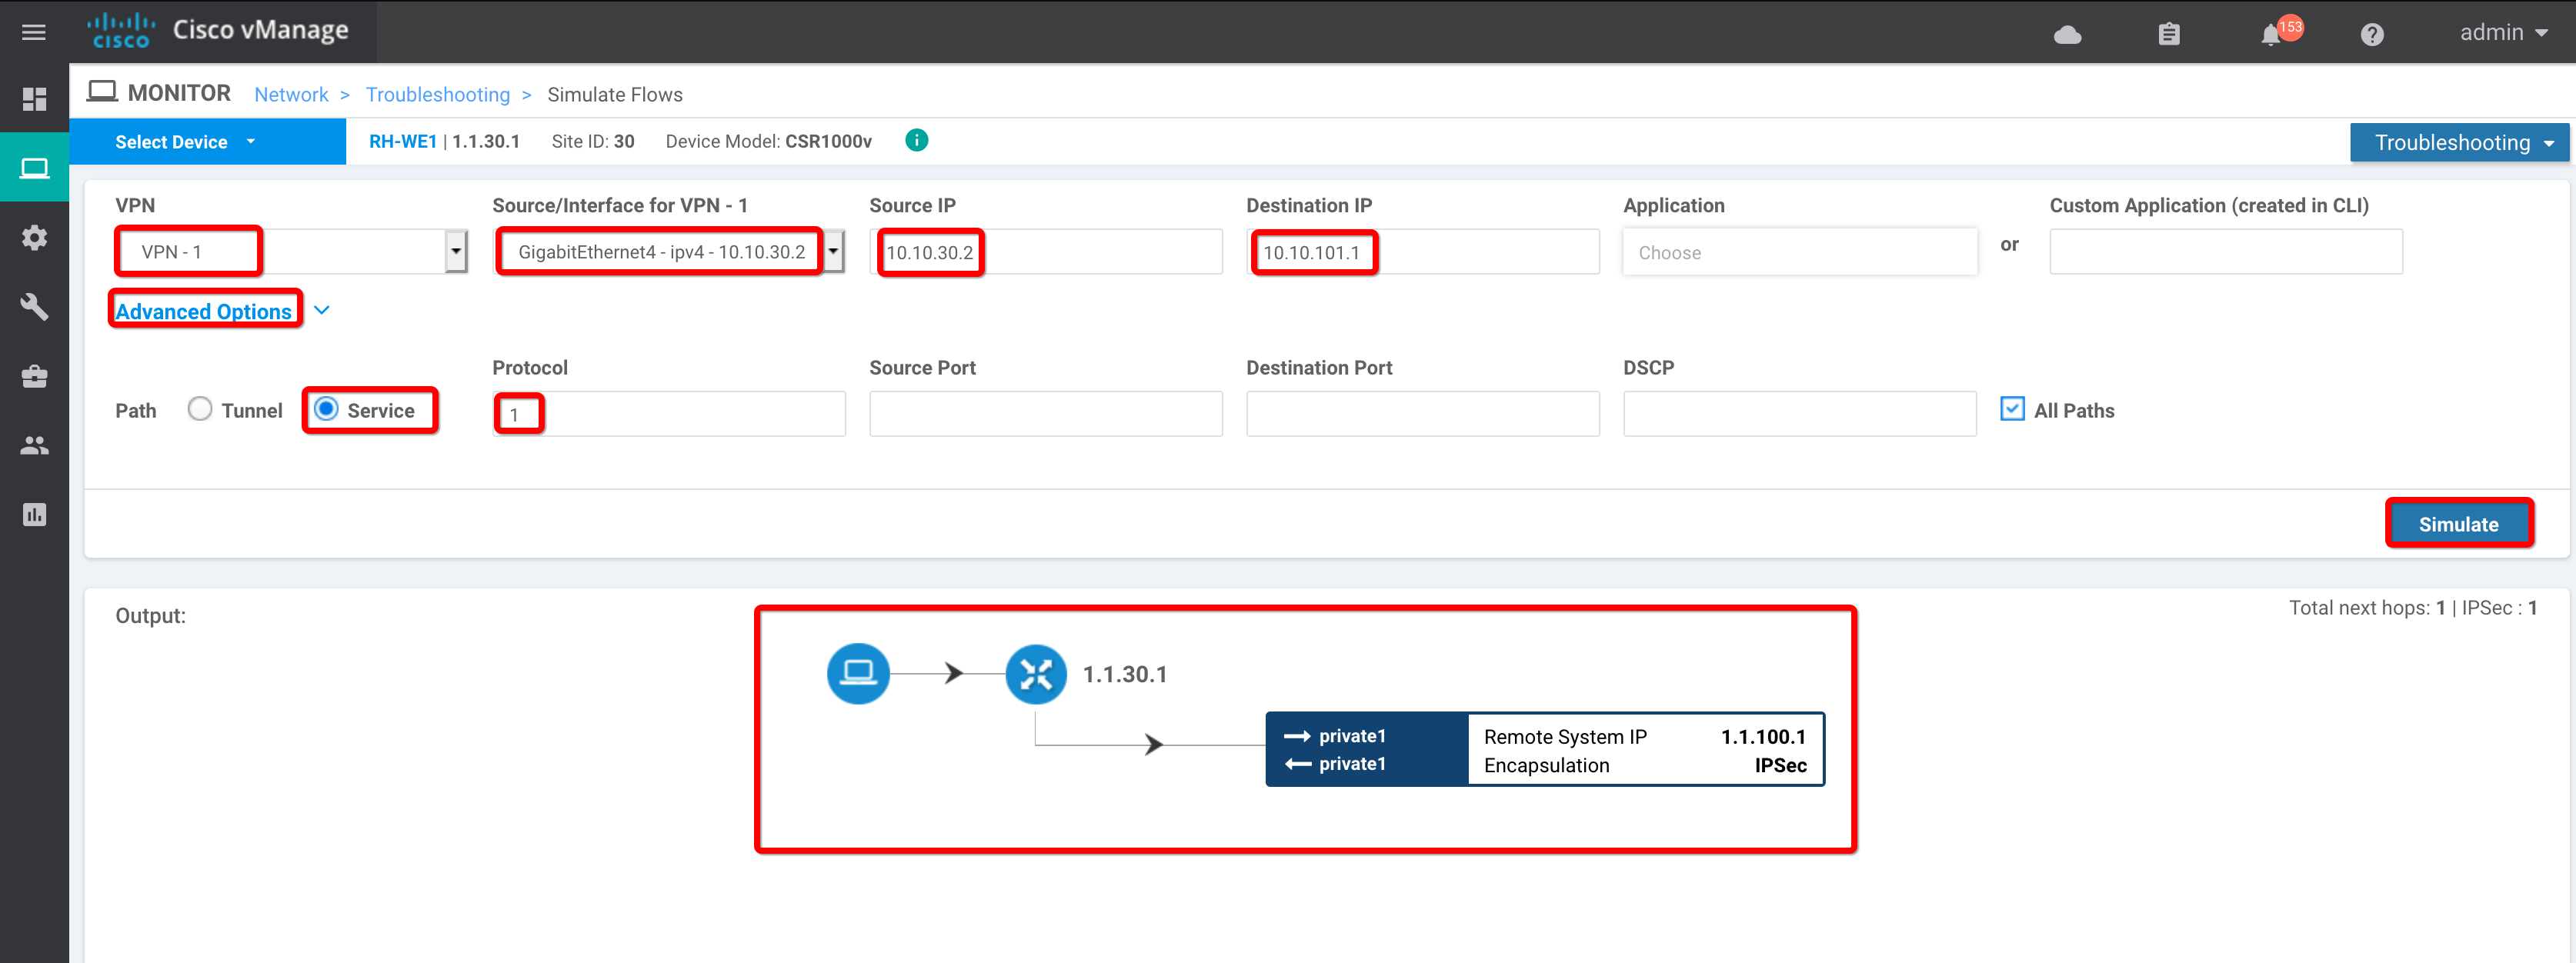 cisco Cisco vManage 153 admin
MONITOR Network > Troubleshooting > Simulate Flows
Select Device RH-WE1 | 1.1.30.1 Site ID: 30 Device Model: CSR1000v i Troubleshooting
VPN Source/Interface for VPN - 1 Source IP Destination IP Application Custom Application (created in CLI)
VPN - 1 GigabitEthernet4 - ipv4 - 10.10.30.2 10.10.30.2 10.10.101.1 Choose or
Advanced Options
Protocol Source Port Destination Port DSCP
Path Tunnel Service 1 All Paths
Simulate
Output: Total next hops: 1 | IPSec : 1
1.1.30.1
private1 Remote System IP 1.1.100.1
private1 Encapsulation IPSec